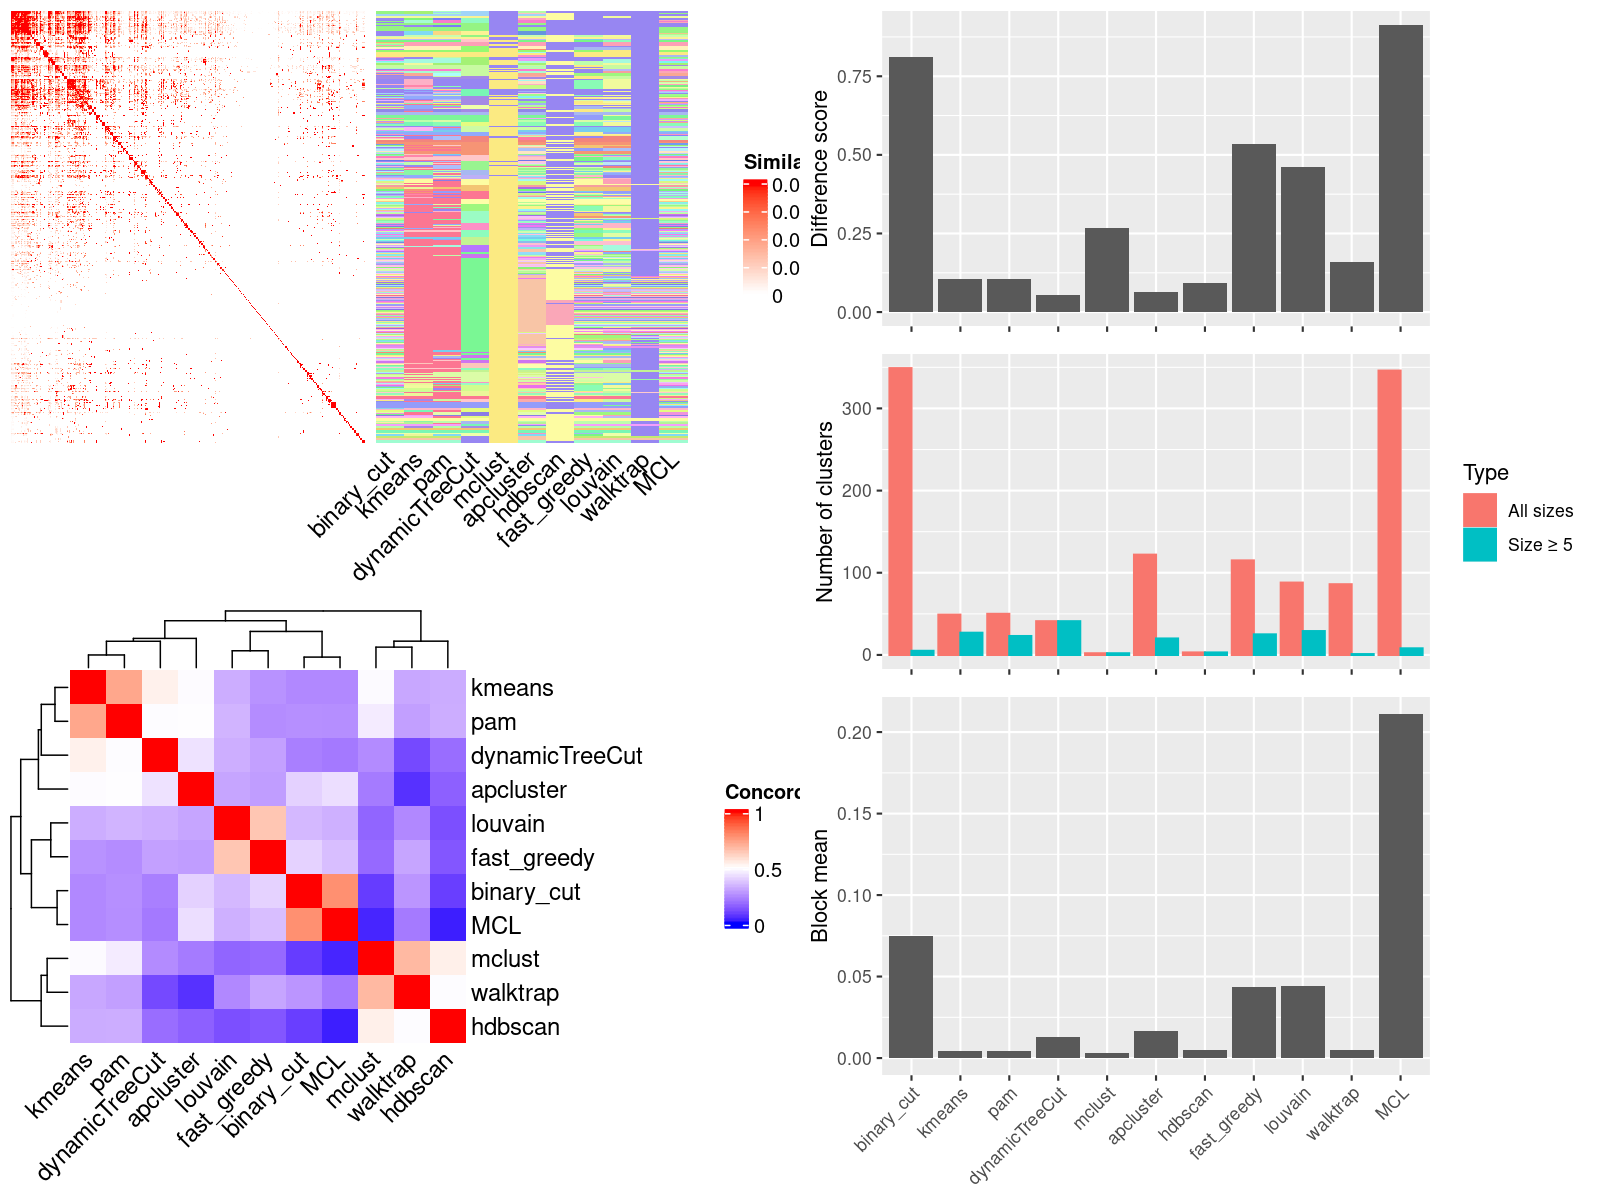 Simila
0.0
0.0
0.0
0.0
0
binary_cut
kmeans
pam
dynamicTreeCut
mclust
apcluster
hdbscan
fast_greedy
louvain
walktrap
MCL
kmeans
pam
dynamicTreeCut
apcluster
louvain
fast_greedy
binary_cut
MCL
mclust
walktrap
hdbscan
kmeans
pam
dynamicTreeCut
apcluster
louvain
fast_greedy
binary_cut
MCL
mclust
walktrap
hdbscan
Concord
1
0.5
0
Difference score
0.75
0.50
0.25
0.00
Number of clusters
300
200
100
0
Type
All sizes
Size ≥ 5
Block mean
0.20
0.15
0.10
0.05
0.00
binary_cut
kmeans
pam
dynamicTreeCut
mclust
apcluster
hdbscan
fast_greedy
louvain
walktrap
MCL